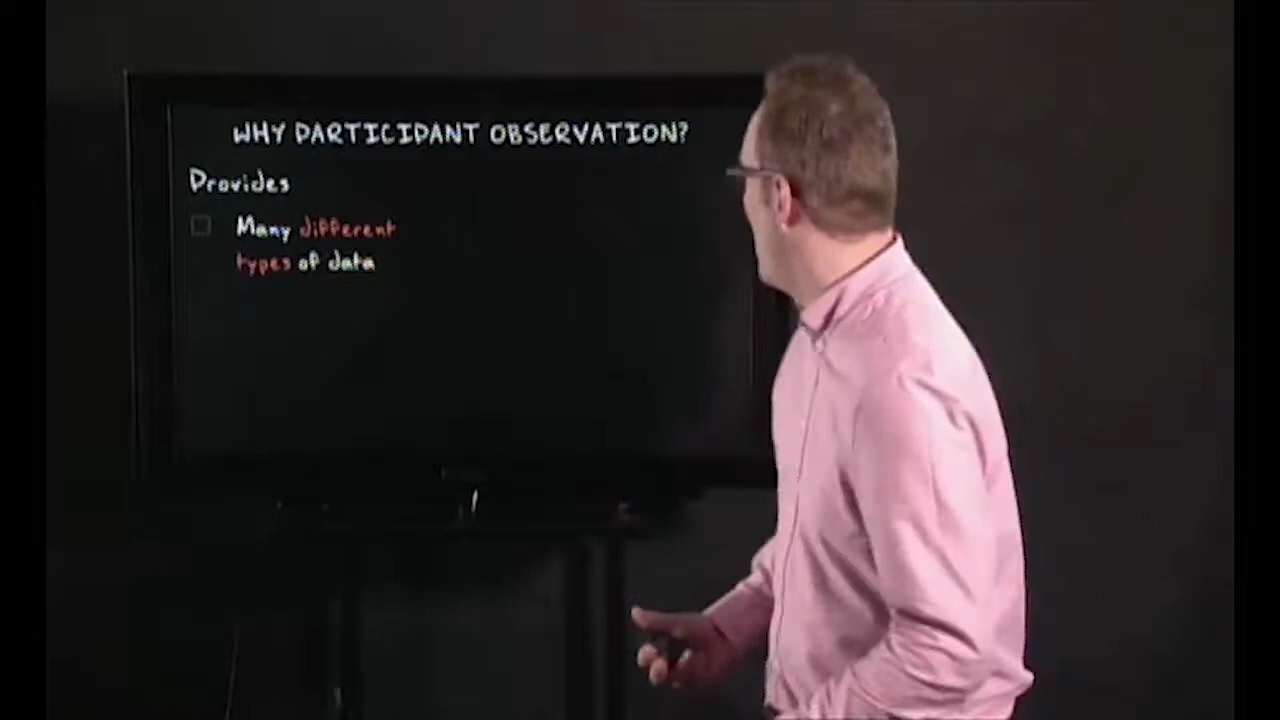 WHY PARTICIPANT OBSERVATION?
Provides
Many different
types of data